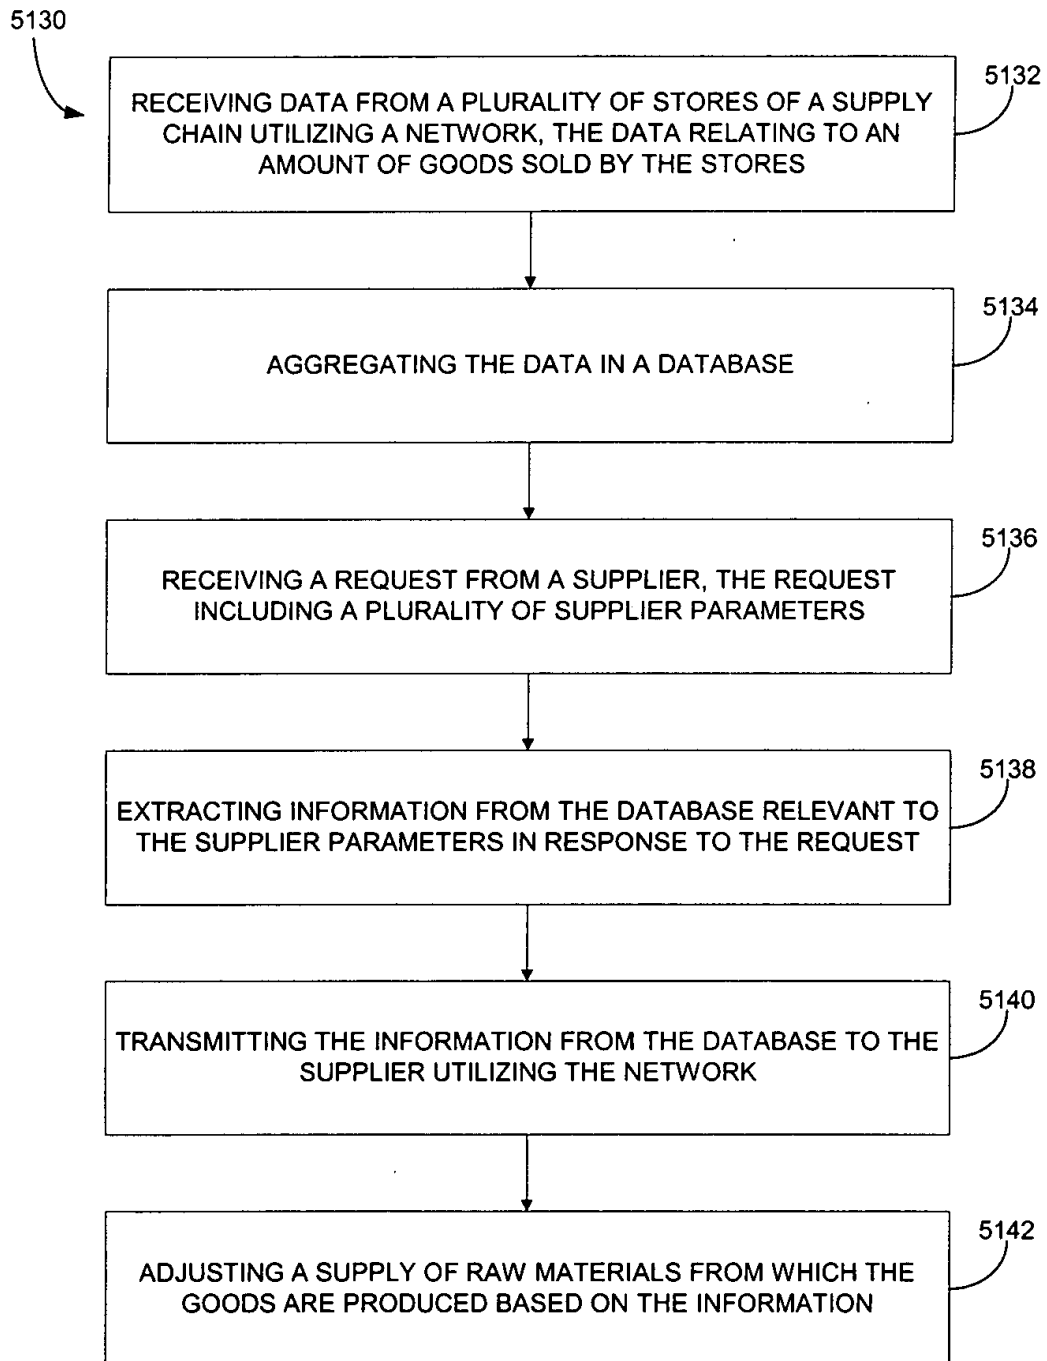 5130
5132
RECEIVING DATA FROM A PLURALITY OF STORES OF A SUPPLY
CHAIN UTILIZING A NETWORK, THE DATA RELATING TO AN
AMOUNT OF GOODS SOLD BY THE STORES
5134
AGGREGATING THE DATA IN A DATABASE
5136
RECEIVING A REQUEST FROM A SUPPLIER, THE REQUEST
INCLUDING A PLURALITY OF SUPPLIER PARAMETERS
5138
EXTRACTING INFORMATION FROM THE DATABASE RELEVANT TO
THE SUPPLIER PARAMETERS IN RESPONSE TO THE REQUEST
5140
TRANSMITTING THE INFORMATION FROM THE DATABASE TO THE
SUPPLIER UTILIZING THE NETWORK
5142
ADJUSTING A SUPPLY OF RAW MATERIALS FROM WHICH THE
GOODS ARE PRODUCED BASED ON THE INFORMATION